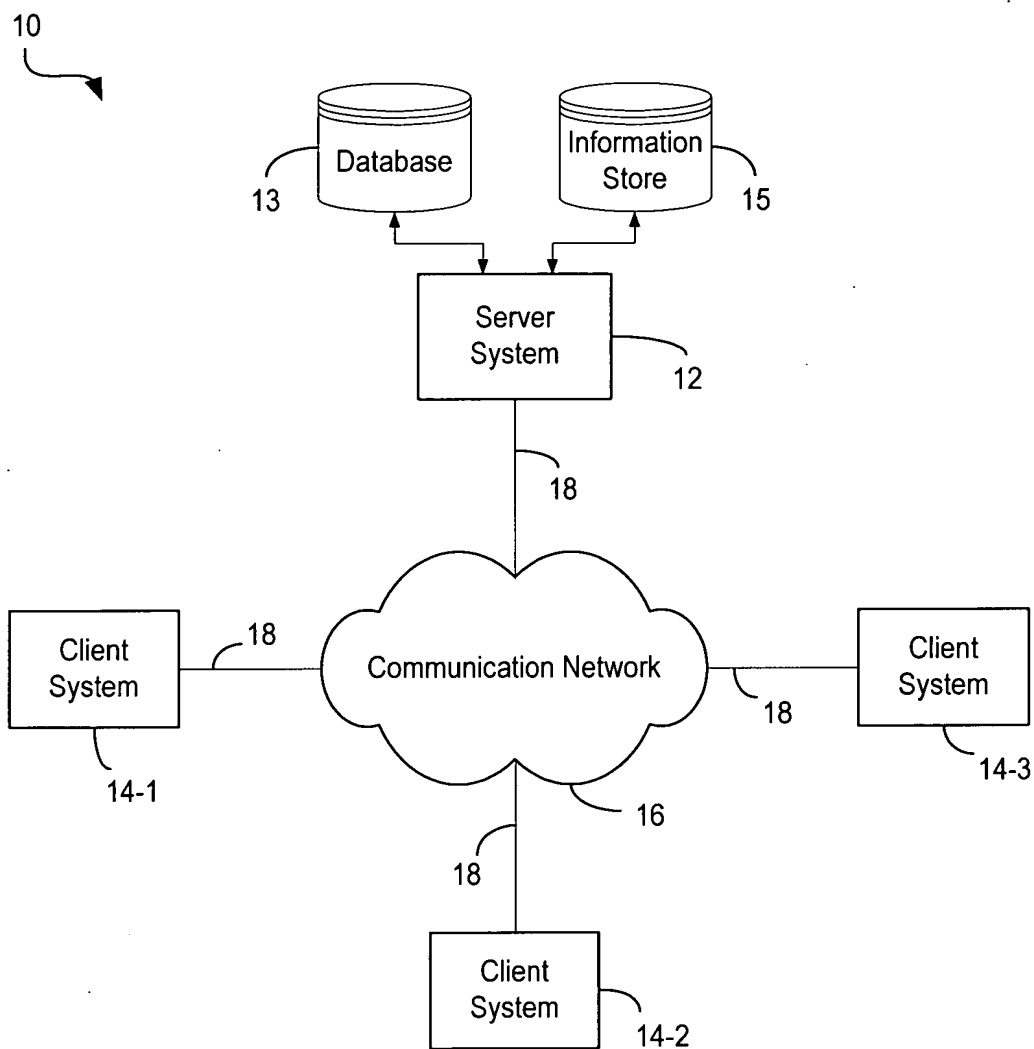 10
Database
Information
Store
13
15
Server
System
12
18
Client
System
18
Communication Network
18
Client
System
14-1
16
14-3
18
Client
System
14-2